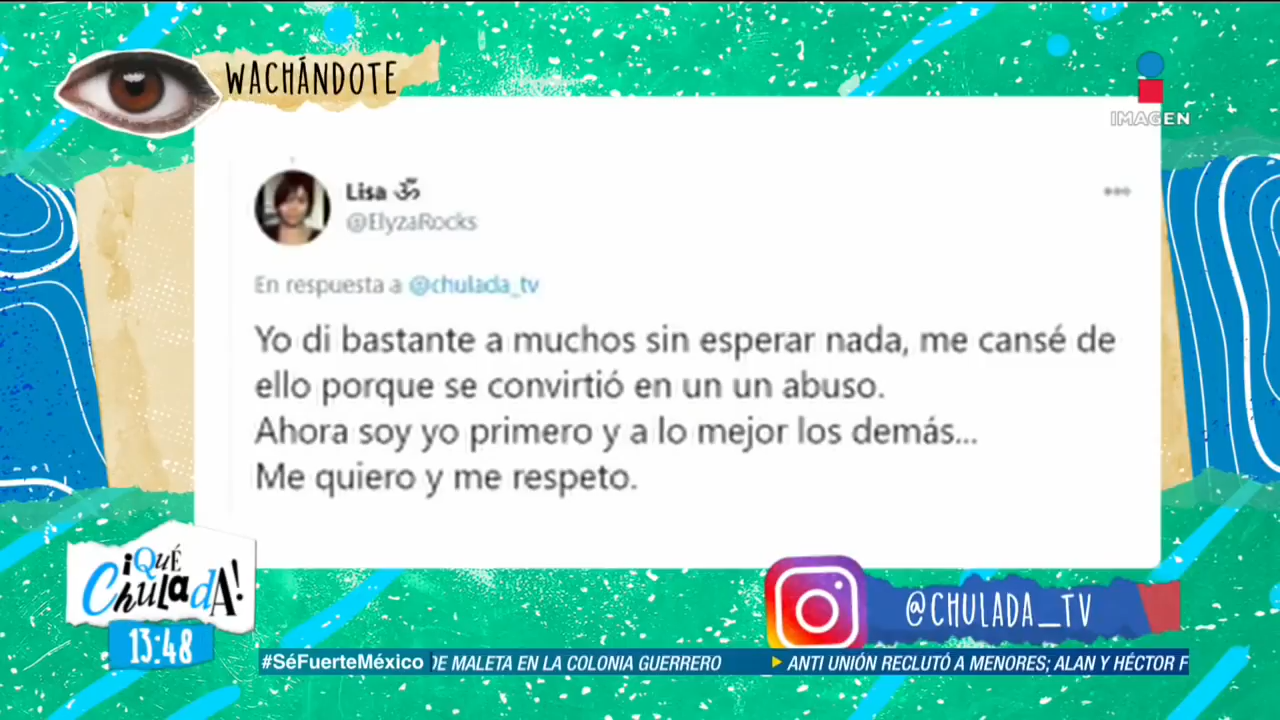 WACHÁNDOTE
IMAGEN
Lisa ॐ
@ElyzaRocks
En respuesta a @chulada_tv
Yo di bastante a muchos sin esperar nada, me cansé de
ello porque se convirtió en un un abuso.
Ahora soy yo primero y a lo mejor los demás...
Me quiero y me respeto.
¡QUÉ
ChuladA!
@CHULADA_TV
13:48
#SéFuerteMéxico DE MALETA EN LA COLONIA GUERRERO ANTI UNIÓN RECLUTÓ A MENORES; ALAN Y HÉCTOR F